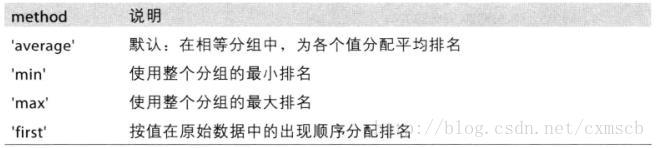 method 说明
'average' 默认：在相等分组中，为各个值分配平均排名
'min' 使用整个分组的最小排名
'max' 使用整个分组的最大排名
'first' 按值在原始数据中的出现顺序分配排名
http://blog.csdn.net/cxmscb